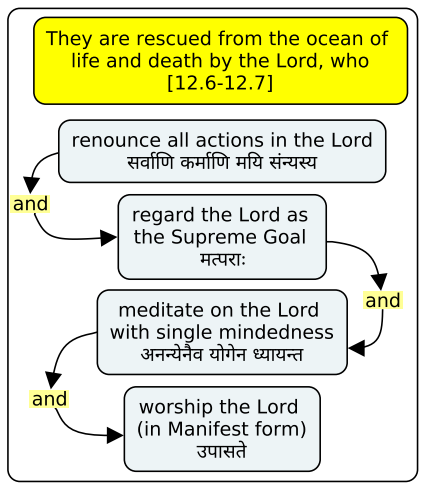 They are rescued from the ocean of
life and death by the Lord, who
[12.6-12.7]
renounce all actions in the Lord
सर्वाणि कर्माणि मयि संन्यस्य
and
regard the Lord as
the Supreme Goal
मत्पराः
and
meditate on the Lord
with single mindedness
अनन्येनैव योगेन ध्यायन्त
and
worship the Lord
(in Manifest form)
उपासते